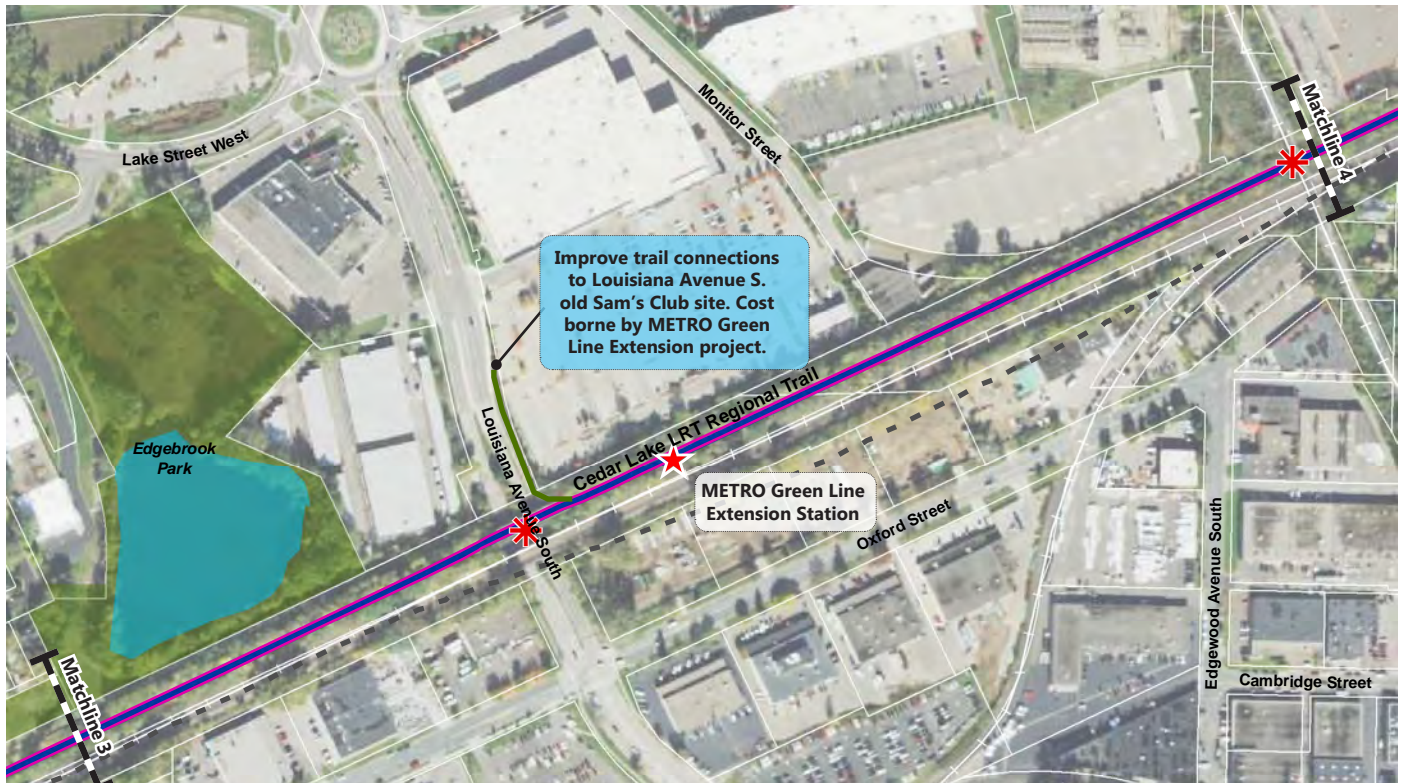 Lake Street West
Monitor Street
Matchline 4
Improve trail connections
to Louisiana Avenue S.
old Sam's Club site. Cost
borne by METRO Green
Line Extension project.
Edgebrook
Park
Louisiana Avenue South
Cedar Lake LRT Regional Trail
METRO Green Line
Extension Station
Oxford Street
Edgewood Avenue South
Cambridge Street
Matchline 3